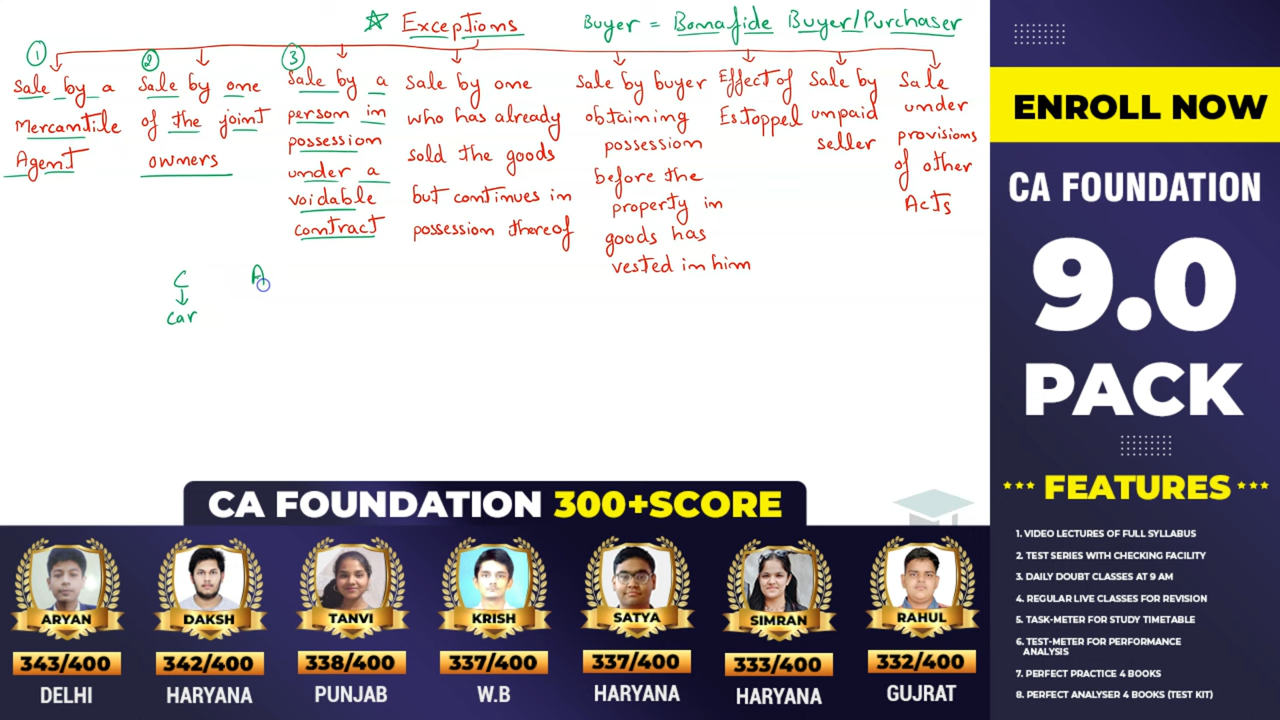 ☆ Exceptions
Buyer = Bonafide Buyer/Purchaser
1
Sale by a
Mercantile
Agent
2
Sale by one
of the joint
owners
3
Sale by a
person in
possession
under a
voidable
contract
Sale by one
who has already
sold the goods
but continues in
possession thereof
Sale by buyer
obtaining
possession
before the
property in
goods has
vested in him
Effect of
Estoppel
Sale by
unpaid
seller
Sale
under
provisions
of other
Acts
C
car
A
ENROLL NOW
CA FOUNDATION
9.0
PACK
FEATURES
1. VIDEO LECTURES OF FULL SYLLABUS
2. TEST SERIES WITH CHECKING FACILITY
3. DAILY DOUBT CLASSES AT 9 AM
4. REGULAR LIVE CLASSES FOR REVISION
5. TASK-METER FOR STUDY TIMETABLE
6. TEST-METER FOR PERFORMANCE
ANALYSIS
7. PERFECT PRACTICE 4 BOOKS
8. PERFECT ANALYSER 4 BOOKS (TEST KIT)
CA FOUNDATION 300+SCORE
ARYAN
343/400
DELHI
DAKSH
342/400
HARYANA
TANVI
338/400
PUNJAB
KRISH
337/400
W.B
SATYA
337/400
HARYANA
SIMRAN
333/400
HARYANA
RAHUL
332/400
GUJRAT